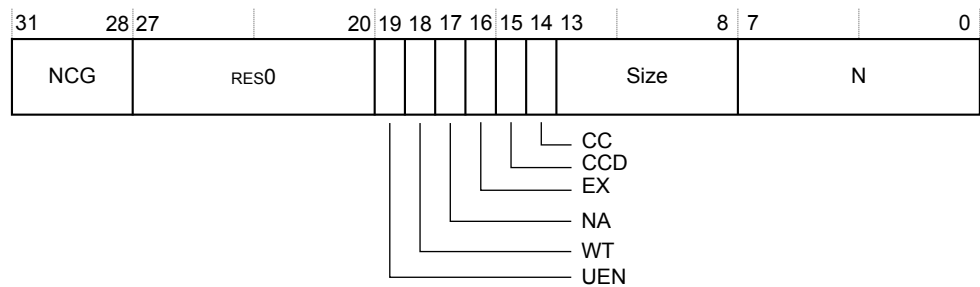 31 28 27 20 19 18 17 16 15 14 13 8 7 0
NCG RES0 Size N
CC
CCD
EX
NA
WT
UEN